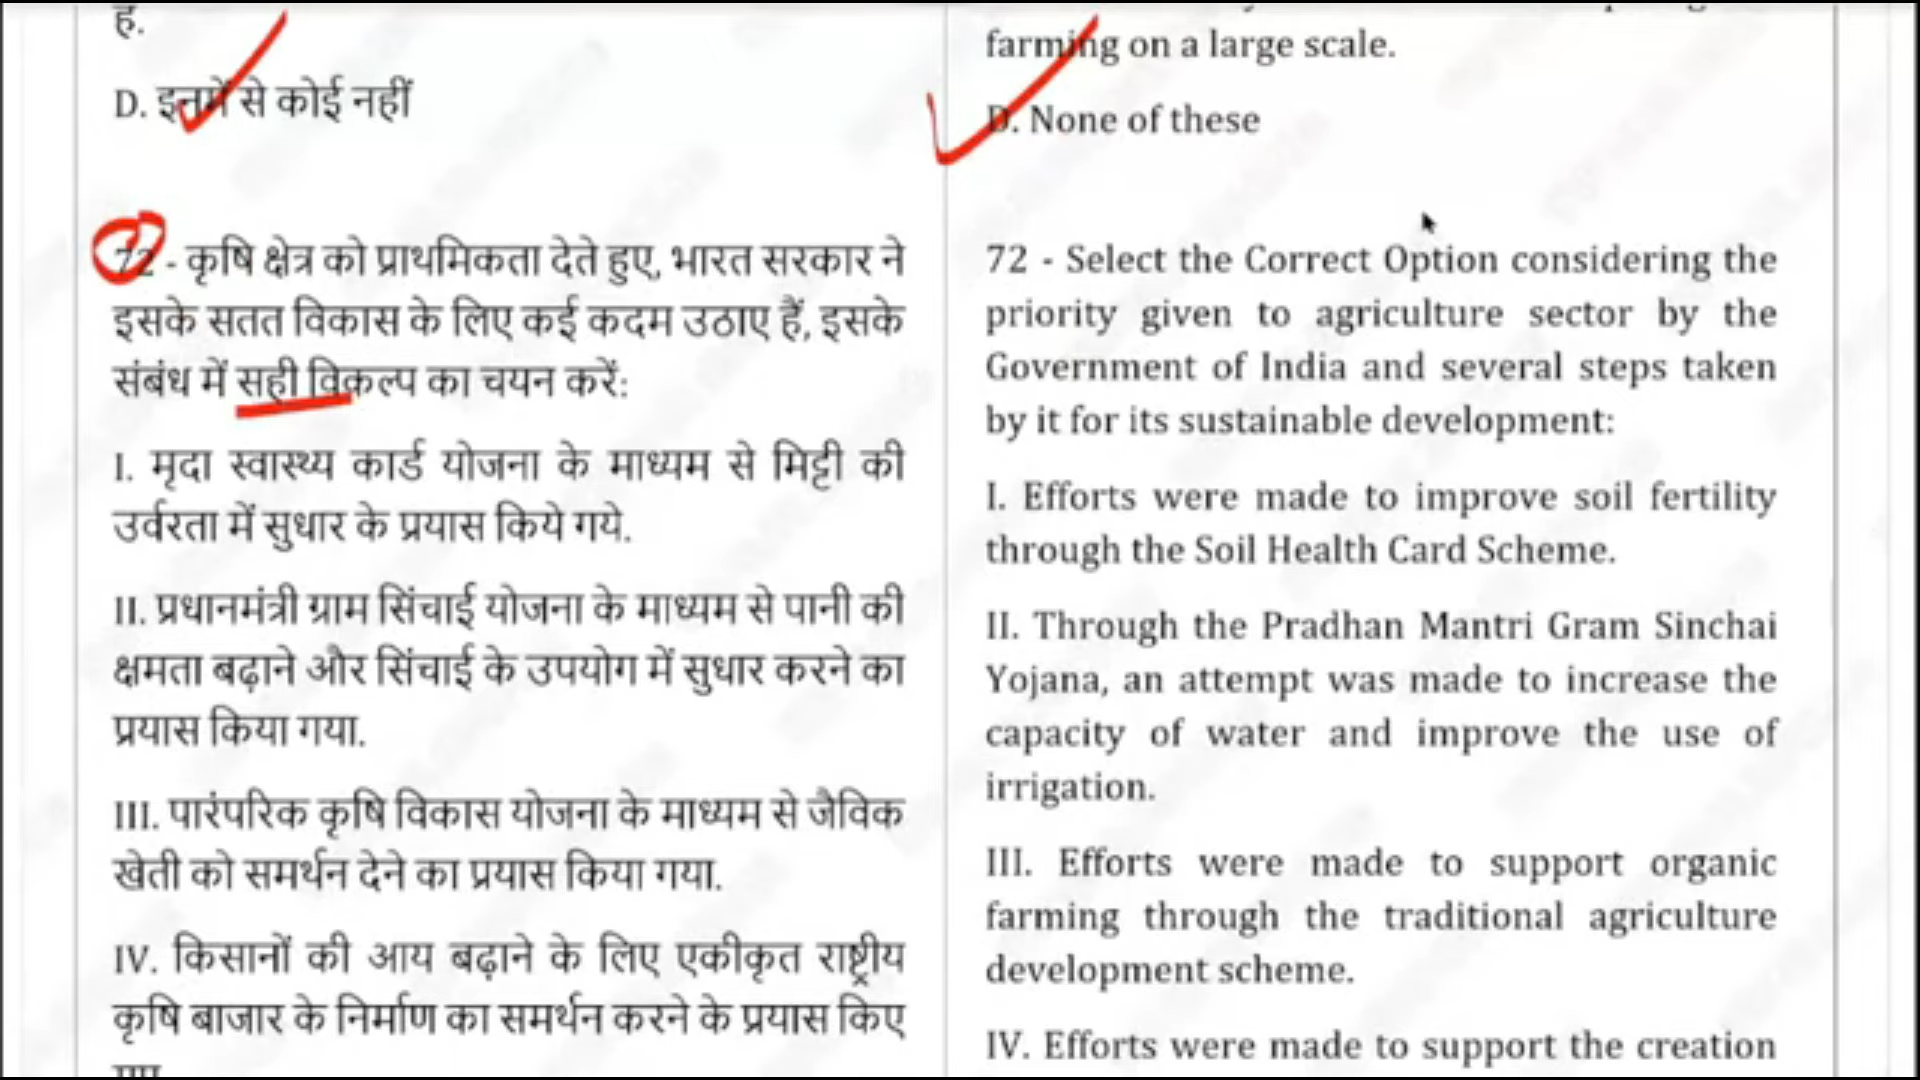 है.
D. इनमें से कोई नहीं
72 - कृषि क्षेत्र को प्राथमिकता देते हुए, भारत सरकार ने
इसके सतत विकास के लिए कई कदम उठाए हैं, इसके
संबंध में सही विकल्प का चयन करें:
I. मृदा स्वास्थ्य कार्ड योजना के माध्यम से मिट्टी की
उर्वरता में सुधार के प्रयास किये गये.
II. प्रधानमंत्री ग्राम सिंचाई योजना के माध्यम से पानी की
क्षमता बढ़ाने और सिंचाई के उपयोग में सुधार करने का
प्रयास किया गया.
III. पारंपरिक कृषि विकास योजना के माध्यम से जैविक
खेती को समर्थन देने का प्रयास किया गया.
IV. किसानों की आय बढ़ाने के लिए एकीकृत राष्ट्रीय
कृषि बाजार के निर्माण का समर्थन करने के प्रयास किए
farming on a large scale.
D. None of these
72 - Select the Correct Option considering the
priority given to agriculture sector by the
Government of India and several steps taken
by it for its sustainable development:
I. Efforts were made to improve soil fertility
through the Soil Health Card Scheme.
II. Through the Pradhan Mantri Gram Sinchai
Yojana, an attempt was made to increase the
capacity of water and improve the use of
irrigation.
III. Efforts were made to support organic
farming through the traditional agriculture
development scheme.
IV. Efforts were made to support the creation